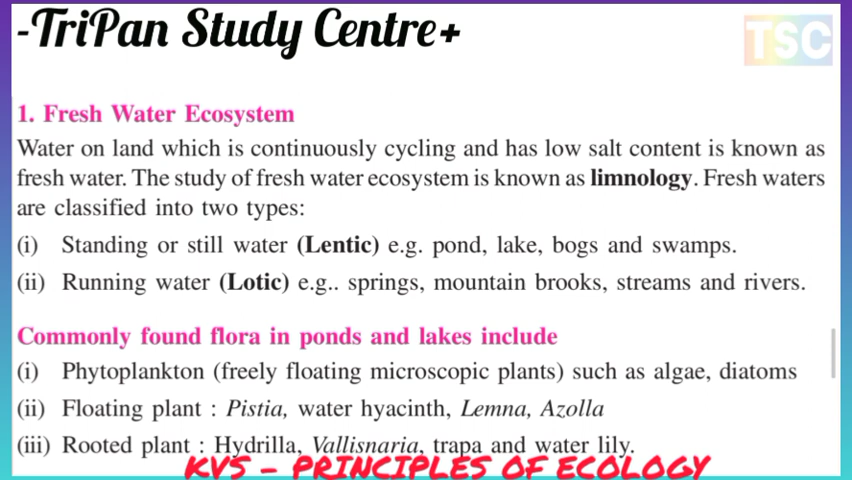 -TriPan Study Centre+
TSC
1. Fresh Water Ecosystem
Water on land which is continuously cycling and has low salt content is known as
fresh water. The study of fresh water ecosystem is known as limnology. Fresh waters
are classified into two types:
(i) Standing or still water (Lentic) e.g. pond, lake, bogs and swamps.
(ii) Running water (Lotic) e.g.. springs, mountain brooks, streams and rivers.
Commonly found flora in ponds and lakes include
(i) Phytoplankton (freely floating microscopic plants) such as algae, diatoms
(ii) Floating plant : Pistia, water hyacinth, Lemna, Azolla
(iii) Rooted plant : Hydrilla, Vallisnaria, trapa and water lily.
KVS - PRINCIPLES OF ECOLOGY